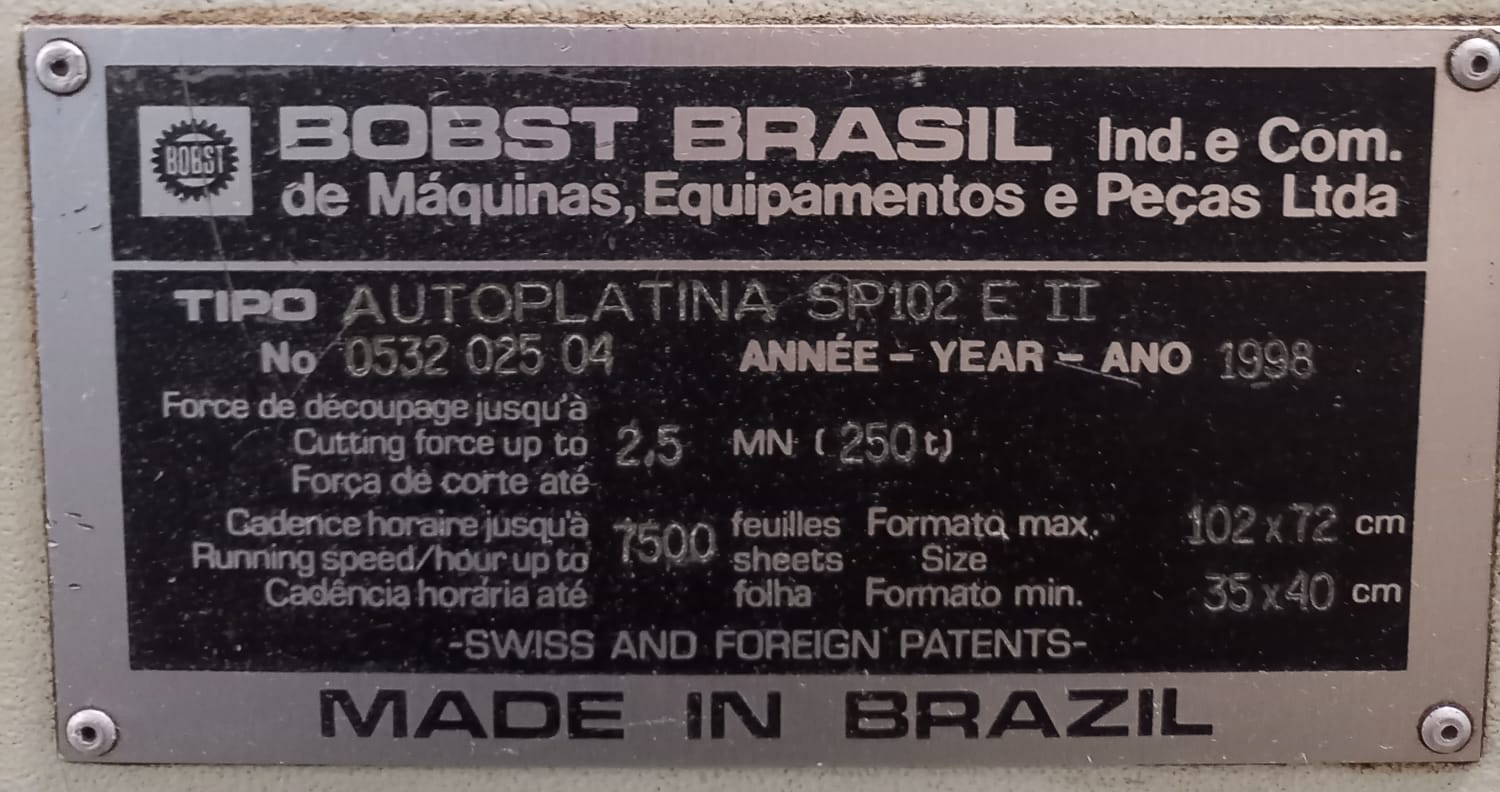 BOBST
BOBST BRASIL Ind. e Com.
de Máquinas, Equipamentos e Peças Ltda
TIPO AUTOPLATINA SP102 E II
No 0532 025 04 ANNÉE - YEAR - ANO 1998
Force de découpage jusqu'à
Cutting force up to 2,5 MN (250 t)
Força de corte até
Cadence horaire jusqu'à 7500 feuilles Formato max. 102 x 72 cm
Running speed/hour up to sheets Size
Cadência horária até folha Formato min. 35 x 40 cm
-SWISS AND FOREIGN PATENTS-
MADE IN BRAZIL